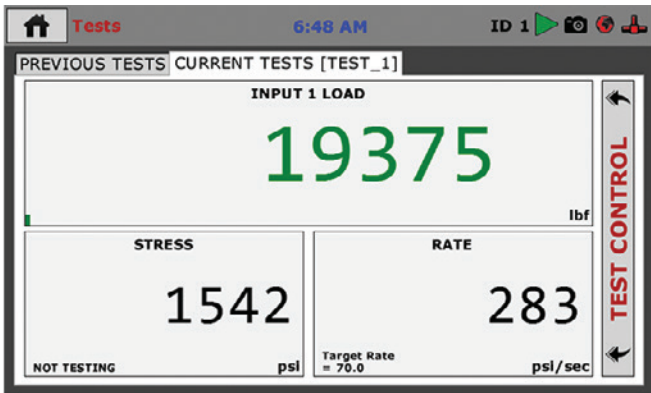 Tests 6:48 AM ID 1
PREVIOUS TESTS CURRENT TESTS [TEST_1]
INPUT 1 LOAD
19375
lbf
STRESS
1542
NOT TESTING psi
RATE
283
Target Rate
= 70.0 psi/sec
TEST CONTROL